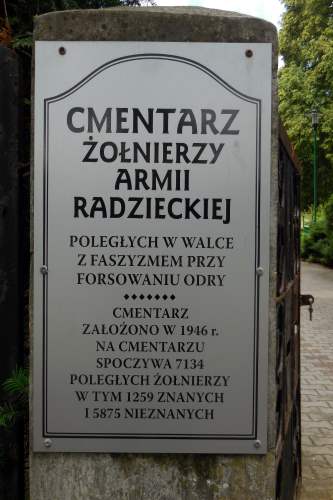 CMENTARZ
ŻOŁNIERZY
ARMII
RADZIECKIEJ
POLEGŁYCH W WALCE
Z FASZYZMEM PRZY
FORSOWANIU ODRY
CMENTARZ
ZAŁOŻONO W 1946 r.
NA CMENTARZU
SPOCZYWA 7134
POLEGŁYCH ŻOŁNIERZY
W TYM 1259 ZNANYCH
I 5875 NIEZNANYCH